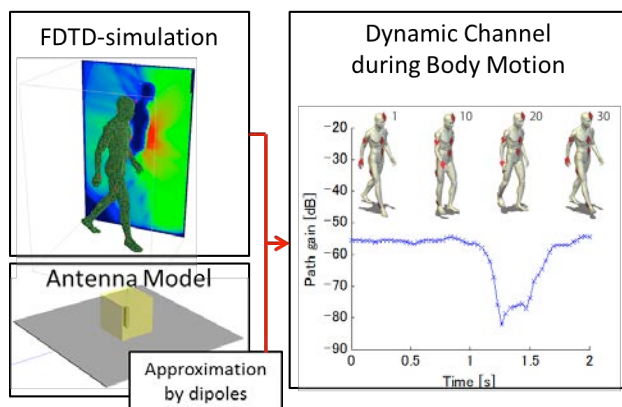 FDTD-simulation
Antenna Model
Approximation
by dipoles
Dynamic Channel
during Body Motion
1
10
20
30
Path gain [dB]
-20
-30
-40
-50
-60
-70
-80
-90
0
0.5
1
1.5
2
Time [s]